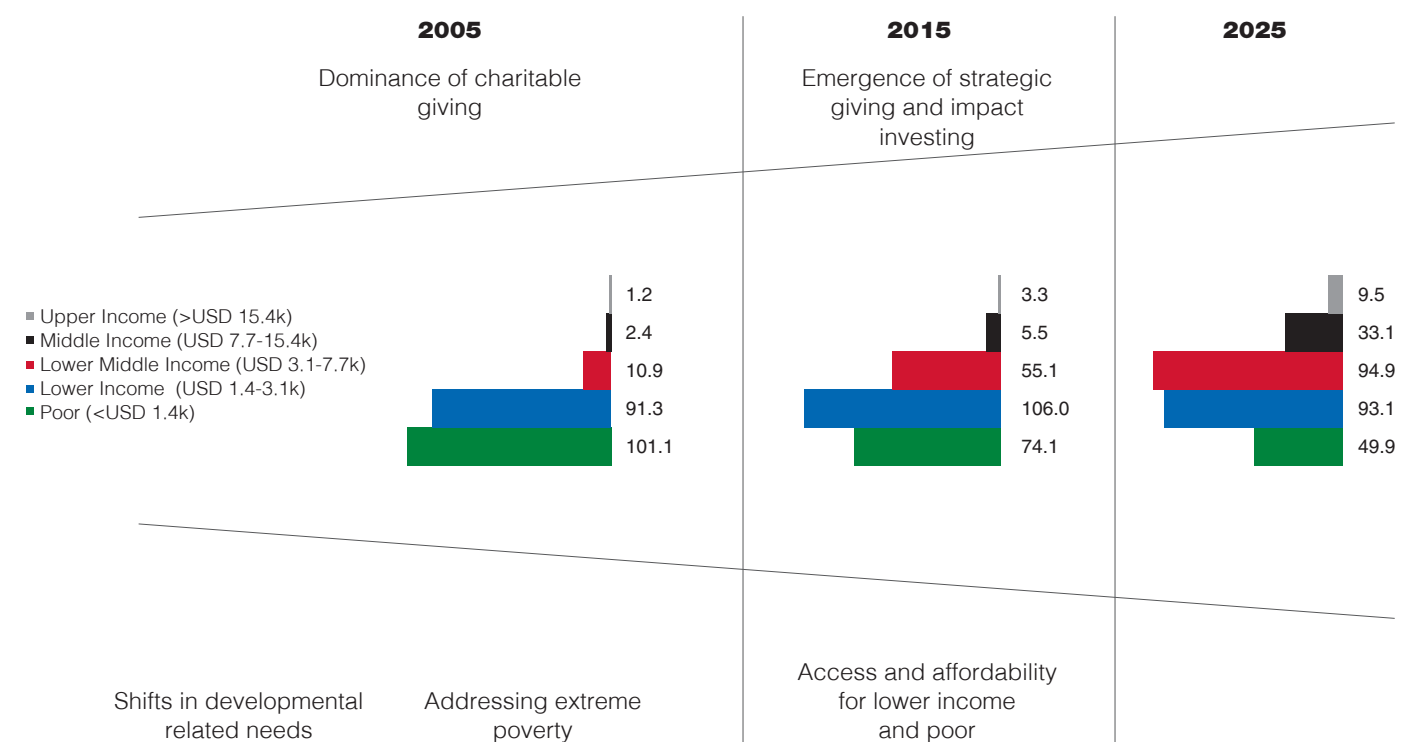 2005
2015
2025
Dominance of charitable
giving
Emergence of strategic
giving and impact
investing
Upper Income (>USD 15.4k)
Middle Income (USD 7.7-15.4k)
Lower Middle Income (USD 3.1-7.7k)
Lower Income (USD 1.4-3.1k)
Poor (<USD 1.4k)
1.2
2.4
10.9
91.3
101.1
3.3
5.5
55.1
106.0
74.1
9.5
33.1
94.9
93.1
49.9
Shifts in developmental
related needs
Addressing extreme
poverty
Access and affordability
for lower income
and poor